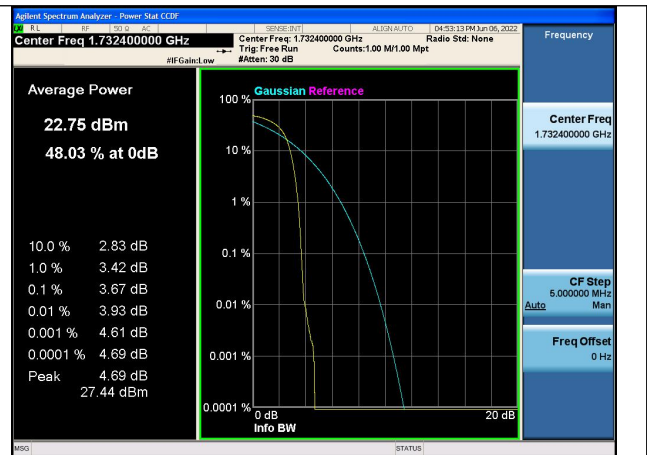 Agilent Spectrum Analyzer - Power Stat CCDF
RL RF 50 Ω AC SENSE:INT ALIGN AUTO 04:53:13 PM Jun 06, 2022
Center Freq 1.732400000 GHz
Center Freq: 1.732400000 GHz Radio Std: None
Trig: Free Run Counts:1.00 M/1.00 Mpt
#IFGain:Low #Atten: 30 dB
Frequency
Average Power
22.75 dBm
48.03 % at 0dB
10.0 % 2.83 dB
1.0 % 3.42 dB
0.1 % 3.67 dB
0.01 % 3.93 dB
0.001 % 4.61 dB
0.0001 % 4.69 dB
Peak 4.69 dB
27.44 dBm
Gaussian Reference
100 %
10 %
1 %
0.1 %
0.01 %
0.001 %
0.0001 %
0 dB 20 dB
Info BW
Center Freq
1.732400000 GHz
CF Step
5.000000 MHz
Auto Man
Freq Offset
0 Hz
MSG STATUS